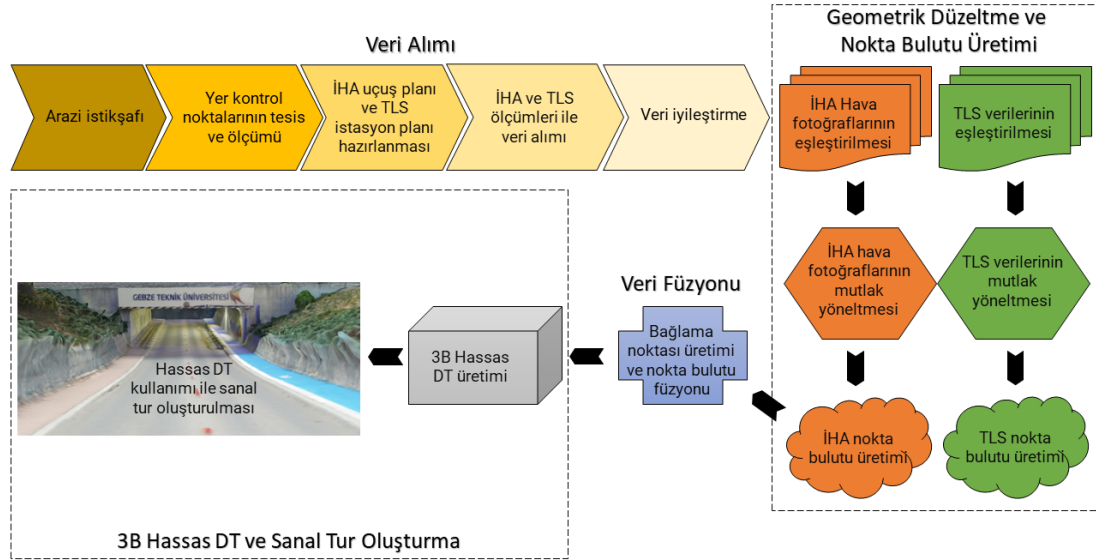 Veri Alımı
Arazi istikşafı
Yer kontrol
noktalarının tesis
ve ölçümü
İHA uçuş planı
ve TLS
istasyon planı
hazırlanması
İHA ve TLS
ölçümleri ile
veri alımı
Veri iyileştirme
Geometrik Düzeltme ve
Nokta Bulutu Üretimi
İHA Hava
fotoğraflarının
eşleştirilmesi
TLS verilerinin
eşleştirilmesi
İHA hava
fotoğraflarının
mutlak
yöneltmesi
TLS verilerinin
mutlak
yöneltmesi
İHA nokta
bulutu üretimi
TLS nokta
bulutu üretimi
Veri Füzyonu
Bağlama
noktası üretimi
ve nokta bulutu
füzyonu
3B Hassas
DT üretimi
GEBZE TEKNİK ÜNİVERSİTESİ
Hassas DT
kullanımı ile sanal
tur oluşturulması
3B Hassas DT ve Sanal Tur Oluşturma